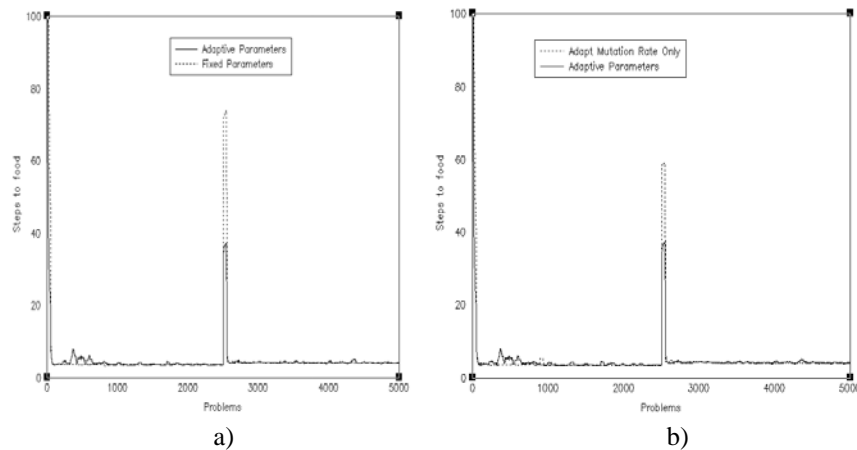 100
80
60
40
20
0
Steps to food
Adaptive Parameters
Fixed Parameters
0 1000 2000 3000 4000 5000
Problems
a)
100
80
60
40
20
0
Steps to food
Adapt Mutation Rate Only
Adaptive Parameters
0 1000 2000 3000 4000 5000
Problems
b)